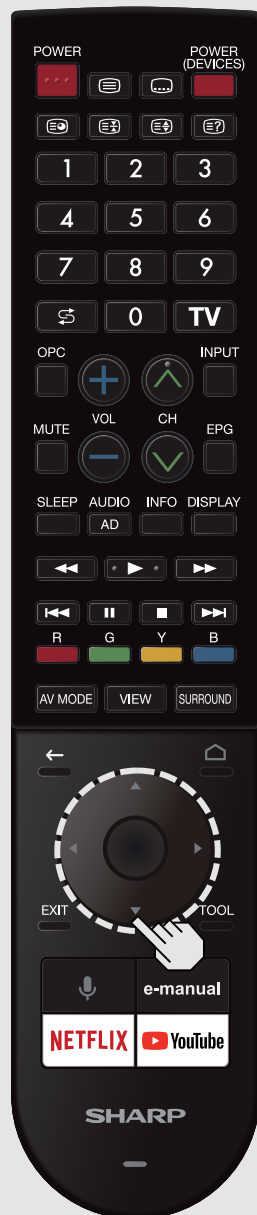 POWER POWER
(DEVICES)
1 2 3
4 5 6
7 8 9
0 TV
OPC INPUT
VOL CH
MUTE EPG
SLEEP AUDIO INFO DISPLAY
AD
R G Y B
AV MODE VIEW SURROUND
EXIT TOOL
e-manual
NETFLIX YouTube
SHARP